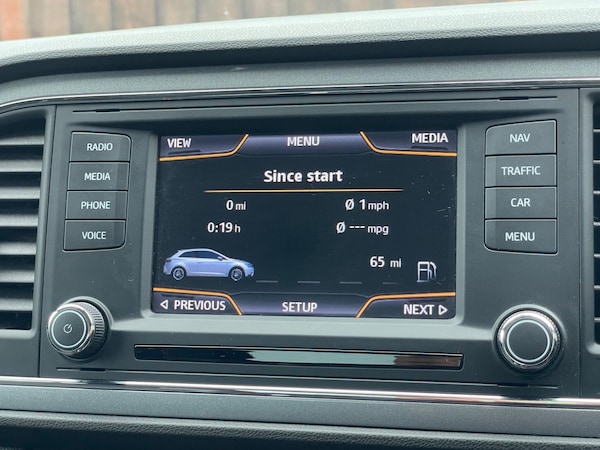 RADIO
MEDIA
PHONE
VOICE
VIEW MENU MEDIA
Since start
0 mi Ø 1 mph
0:19 h Ø --- mpg
65 mi
PREVIOUS SETUP NEXT
NAV
TRAFFIC
CAR
MENU